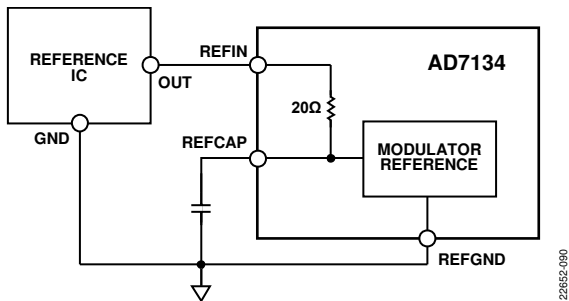 REFERENCE
IC
OUT
GND
REFIN
REFCAP
20Ω
AD7134
MODULATOR
REFERENCE
REFGND
22652-090